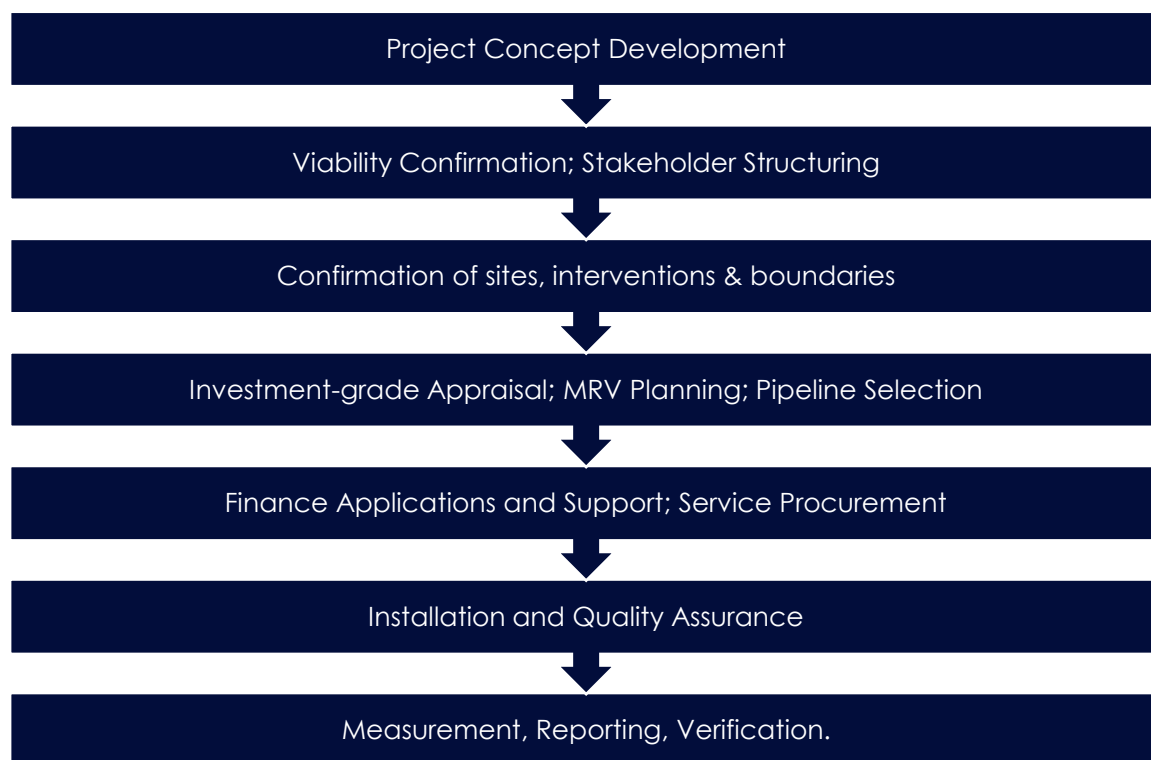 Project Concept Development
Viability Confirmation; Stakeholder Structuring
Confirmation of sites, interventions & boundaries
Investment-grade Appraisal; MRV Planning; Pipeline Selection
Finance Applications and Support; Service Procurement
Installation and Quality Assurance
Measurement, Reporting, Verification.